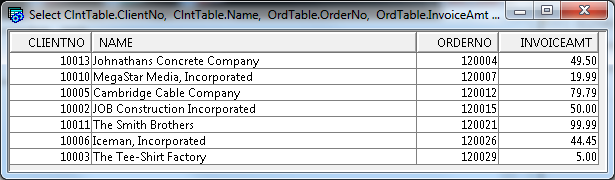 Select ClntTable.ClientNo, ClntTable.Name, OrdTable.OrderNo, OrdTable.InvoiceAmt ...
CLIENTNO NAME ORDERNO INVOICEAMT
10013 Johnathans Concrete Company 120004 49.50
10010 MegaStar Media, Incorporated 120007 19.99
10005 Cambridge Cable Company 120012 79.79
10002 JOB Construction Incorporated 120015 50.00
10011 The Smith Brothers 120021 99.99
10006 Iceman, Incorporated 120026 44.45
10003 The Tee-Shirt Factory 120029 5.00